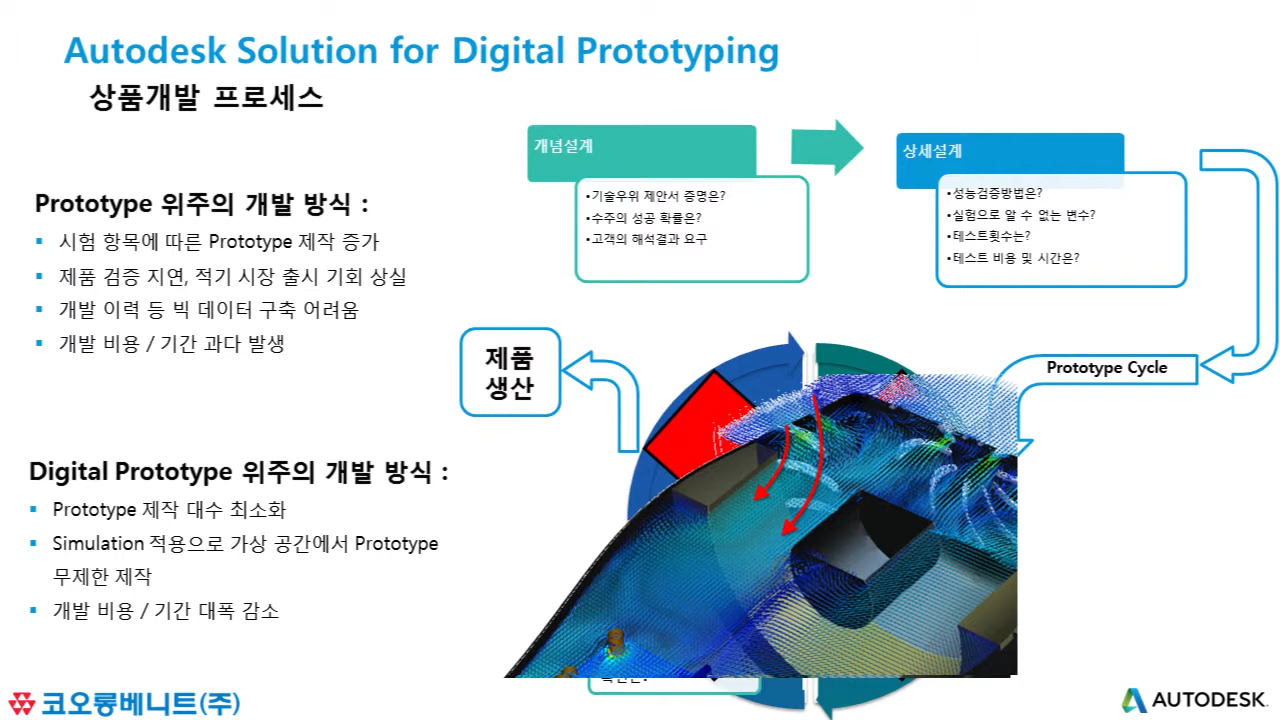 Autodesk Solution for Digital Prototyping
상품개발 프로세스
개념설계
•기술우위 제안서 증명은?
•수주의 성공 확률은?
•고객의 해석결과 요구
상세설계
•성능검증방법은?
•실험으로 알 수 없는 변수?
•테스트횟수는?
•테스트 비용 및 시간은?
Prototype 위주의 개발 방식 :
▪ 시험 항목에 따른 Prototype 제작 증가
▪ 제품 검증 지연, 적기 시장 출시 기회 상실
▪ 개발 이력 등 빅 데이터 구축 어려움
▪ 개발 비용 / 기간 과다 발생
제품
생산
Prototype Cycle
Digital Prototype 위주의 개발 방식 :
▪ Prototype 제작 대수 최소화
▪ Simulation 적용으로 가상 공간에서 Prototype
무제한 제작
▪ 개발 비용 / 기간 대폭 감소
코오롱베니트(주)
AUTODESK.